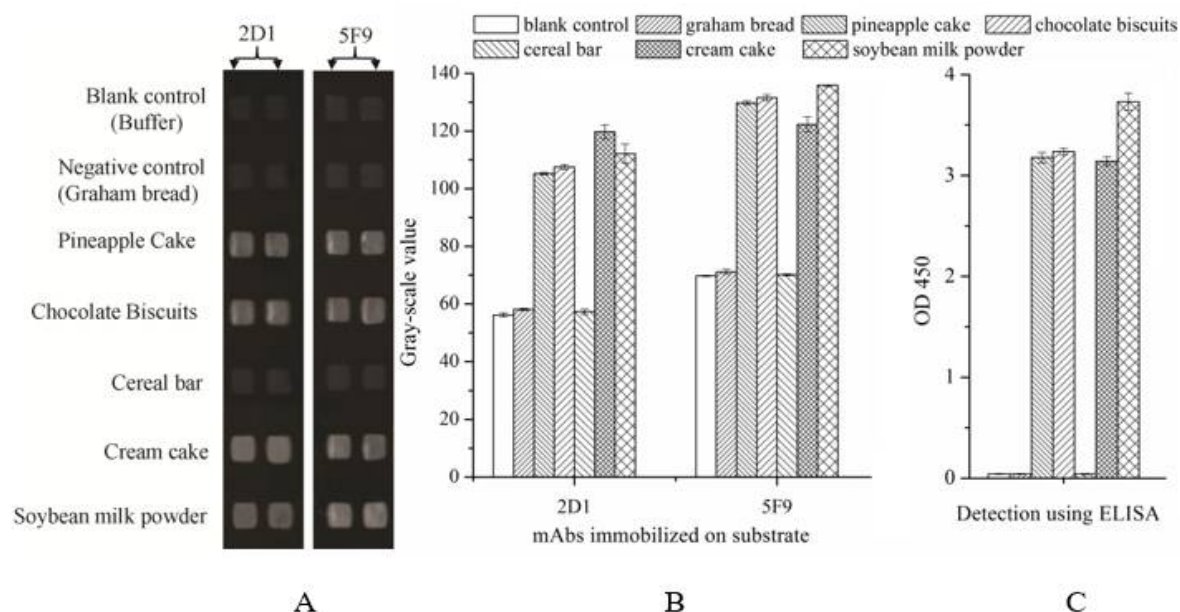 2D1 5F9
Blank control
(Buffer)
Negative control
(Graham bread)
Pineapple Cake
Chocolate Biscuits
Cereal bar
Cream cake
Soybean milk powder
A
blank control graham bread pineapple cake chocolate biscuits
cereal bar cream cake soybean milk powder
Gray-scale value
140
120
100
80
60
40
20
0
2D1 5F9
mAbs immobilized on substrate
B
OD 450
4
3
2
1
0
Detection using ELISA
C